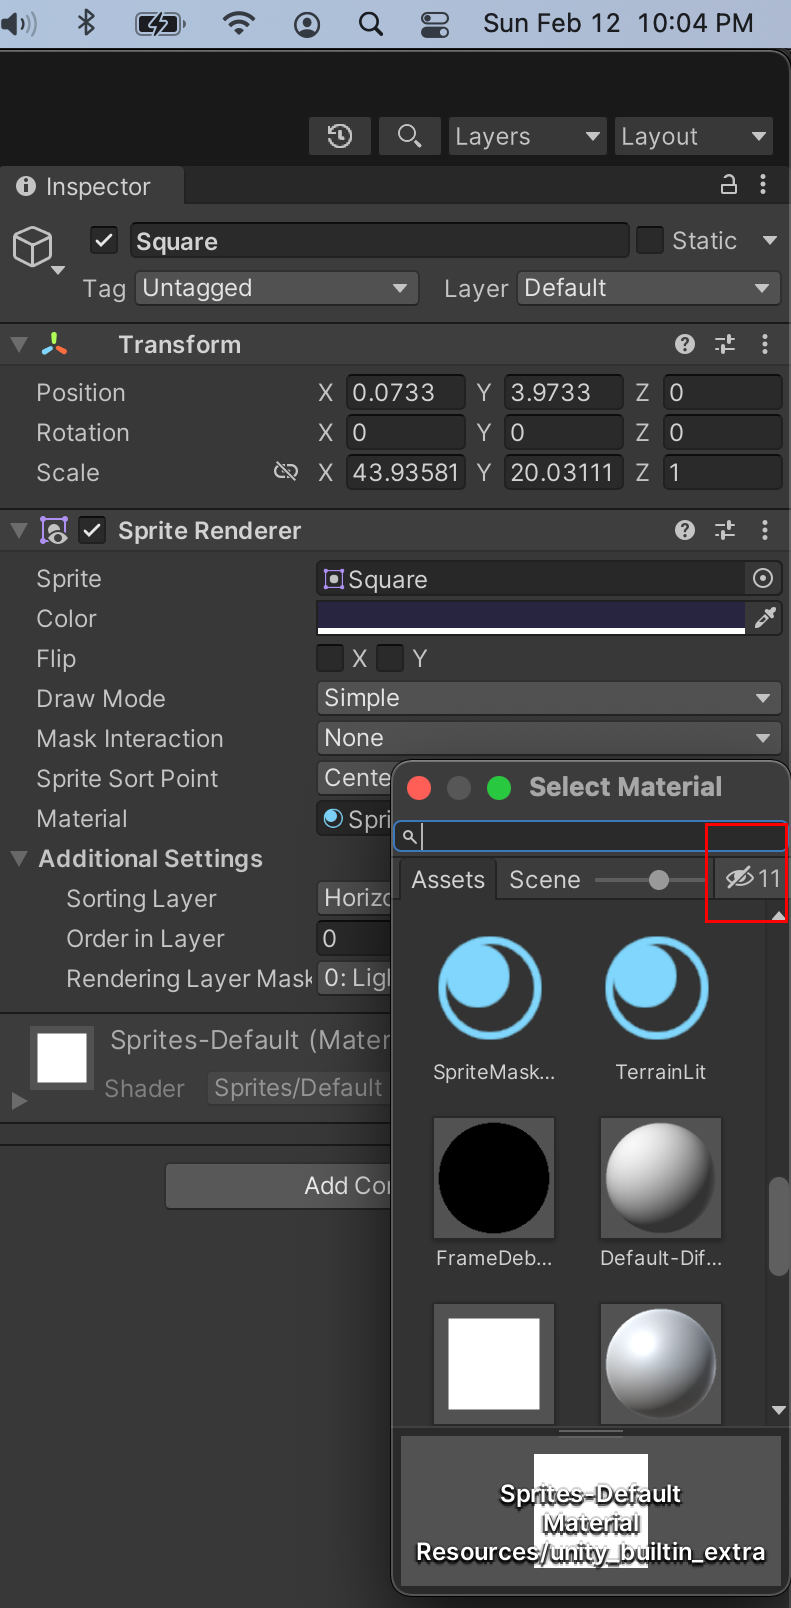 Sun Feb 12 10:04 PM
Layers
Layout
Inspector
Square
Static
Tag Untagged Layer Default
Transform
Position X 0.0733 Y 3.9733 Z 0
Rotation X 0 Y 0 Z 0
Scale X 43.93581 Y 20.03111 Z 1
Sprite Renderer
Sprite Square
Color
Flip X Y
Draw Mode Simple
Mask Interaction None
Sprite Sort Point Cente
Material Spri
Additional Settings
Sorting Layer Horizo
Order in Layer 0
Rendering Layer Mask 0: Ligh
Sprites-Default (Mater
Shader Sprites/Default
Add Cor
Select Material
Assets Scene 11
SpriteMask... TerrainLit
FrameDeb... Default-Dif...
Sprites-Default
Material
Resources/unity_builtin_extra